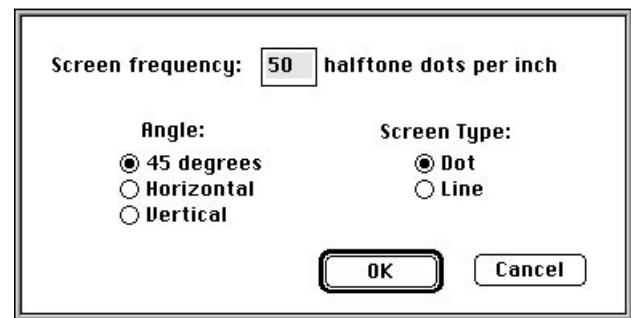 Screen frequency: 50 halftone dots per inch
Angle:
45 degrees
Horizontal
Vertical
Screen Type:
Dot
Line
OK
Cancel